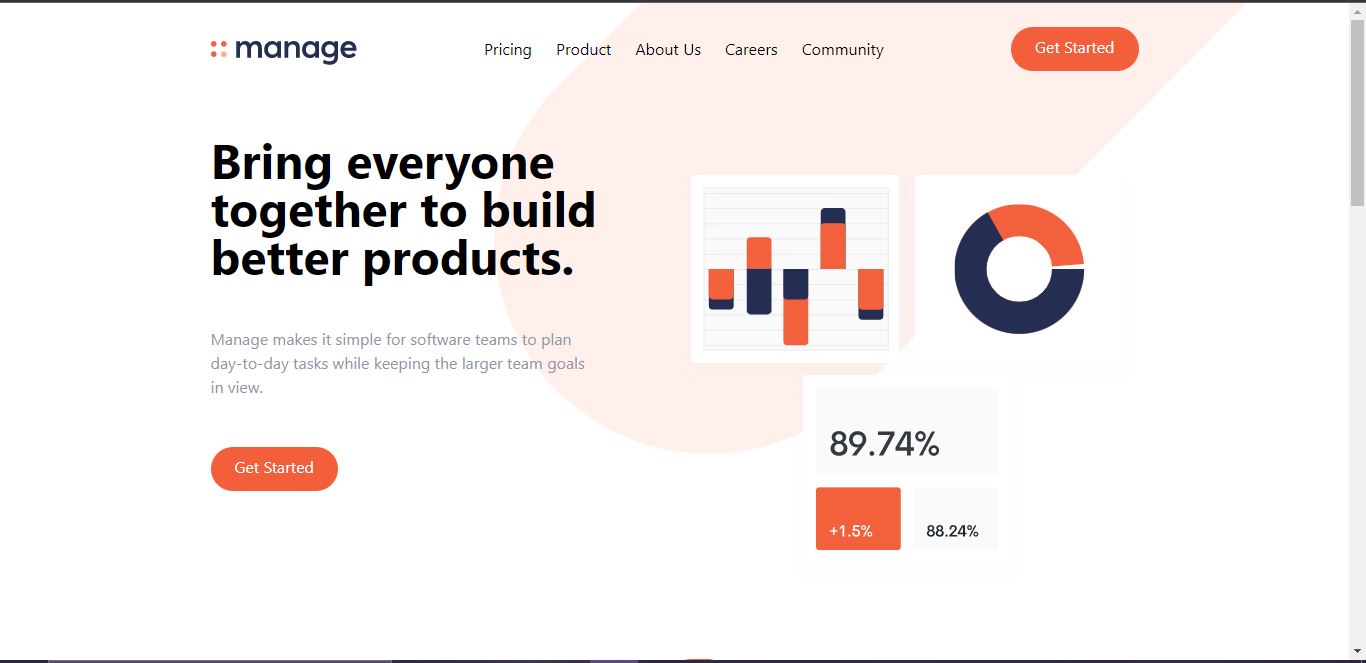 manage
Pricing Product About Us Careers Community
Get Started
Bring everyone
together to build
better products.
Manage makes it simple for software teams to plan
day-to-day tasks while keeping the larger team goals
in view.
Get Started
89.74%
+1.5% 88.24%